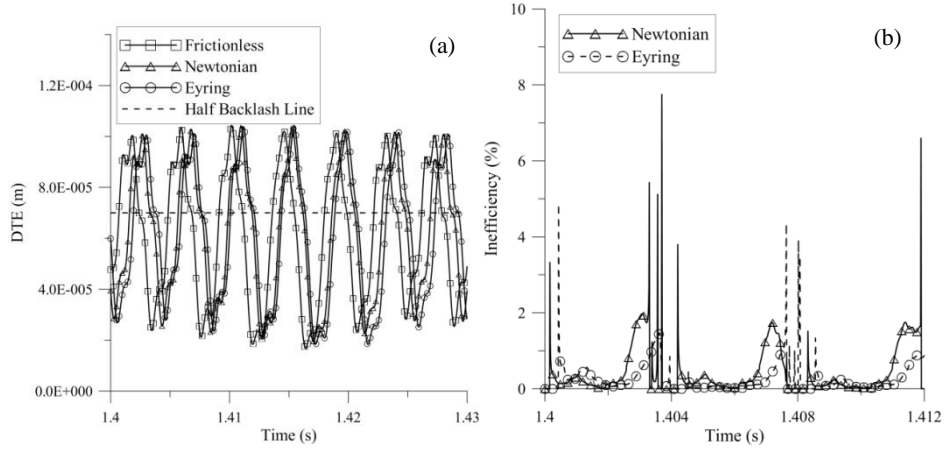 (a)
Frictionless
Newtonian
Eyring
Half Backlash Line
1.2E-004
8.0E-005
4.0E-005
0.0E+000
DTE (m)
1.4
1.41
1.42
1.43
Time (s)
(b)
Newtonian
Eyring
10
8
6
4
2
0
Inefficiency (%)
1.4
1.404
1.408
1.412
Time (s)